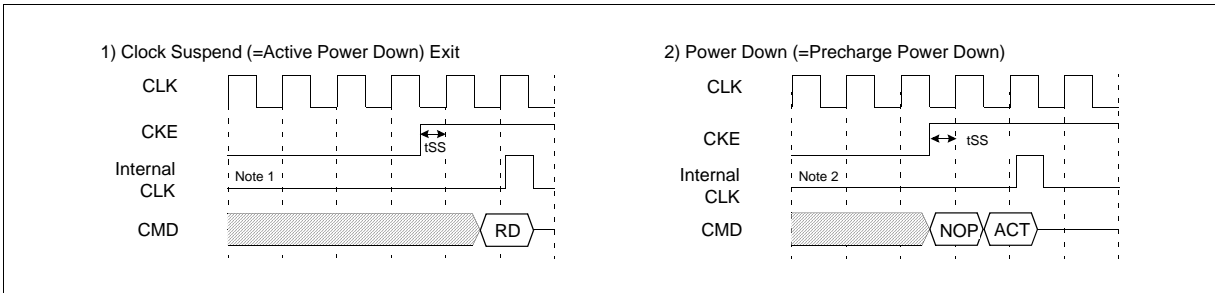 1) Clock Suspend (=Active Power Down) Exit
CLK
CKE
tSS
Internal
CLK
Note 1
CMD
RD
2) Power Down (=Precharge Power Down)
CLK
CKE
tSS
Internal
CLK
Note 2
CMD
NOP
ACT